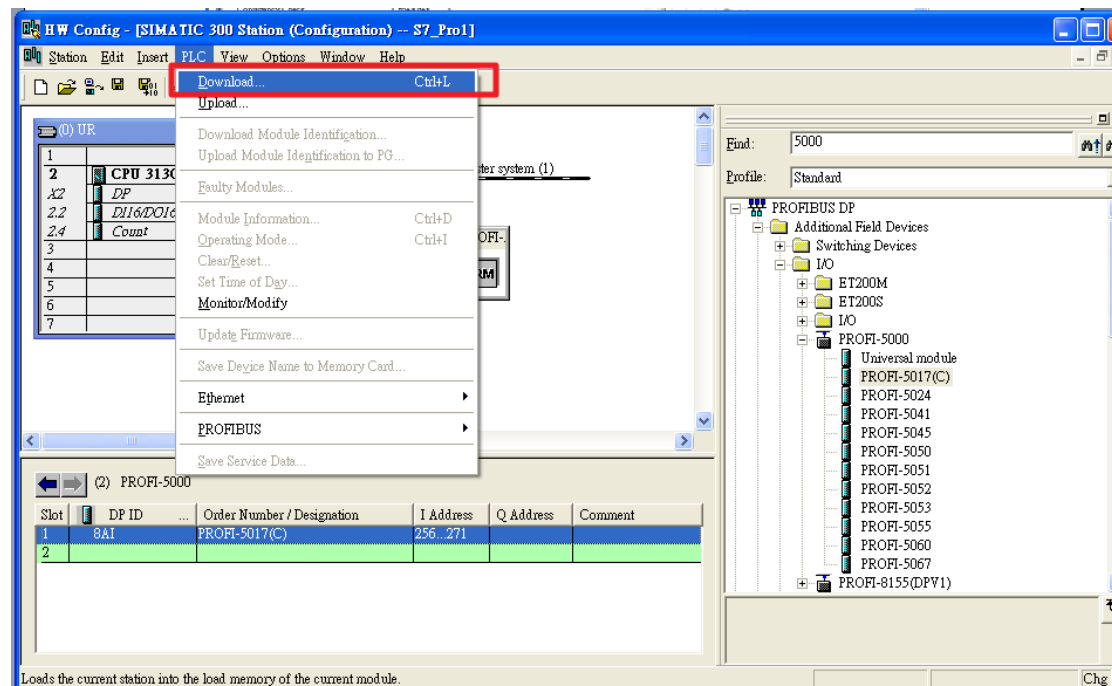 HW Config - [SIMATIC 300 Station (Configuration) -- S7_Pro1]
Station Edit Insert PLC View Options Window Help
Download... Ctrl+L
Upload...
Download Module Identification...
Upload Module Identification to PG...
Faulty Modules...
Module Information... Ctrl+D
Operating Mode... Ctrl+I
Clear/Reset...
Set Time of Day...
Monitor/Modify
Update Firmware...
Save Device Name to Memory Card...
Ethernet
PROFIBUS
Save Service Data...
(0) UR
1
2 CPU 313C
X2 DP
2.2 DI16/DO16
2.4 Count
3
4
5
6
7
ter system (1)
OFI-.
RM
Find: 5000
Profile: Standard
PROFIBUS DP
Additional Field Devices
Switching Devices
I/O
ET200M
ET200S
I/O
PROFI-5000
Universal module
PROFI-5017(C)
PROFI-5024
PROFI-5041
PROFI-5045
PROFI-5050
PROFI-5051
PROFI-5052
PROFI-5053
PROFI-5055
PROFI-5060
PROFI-5067
PROFI-8155(DPV1)
(2) PROFI-5000
Slot DP ID ... Order Number / Designation I Address Q Address Comment
1 8AI PROFI-5017(C) 256...271
2
Loads the current station into the load memory of the current module.
Chg